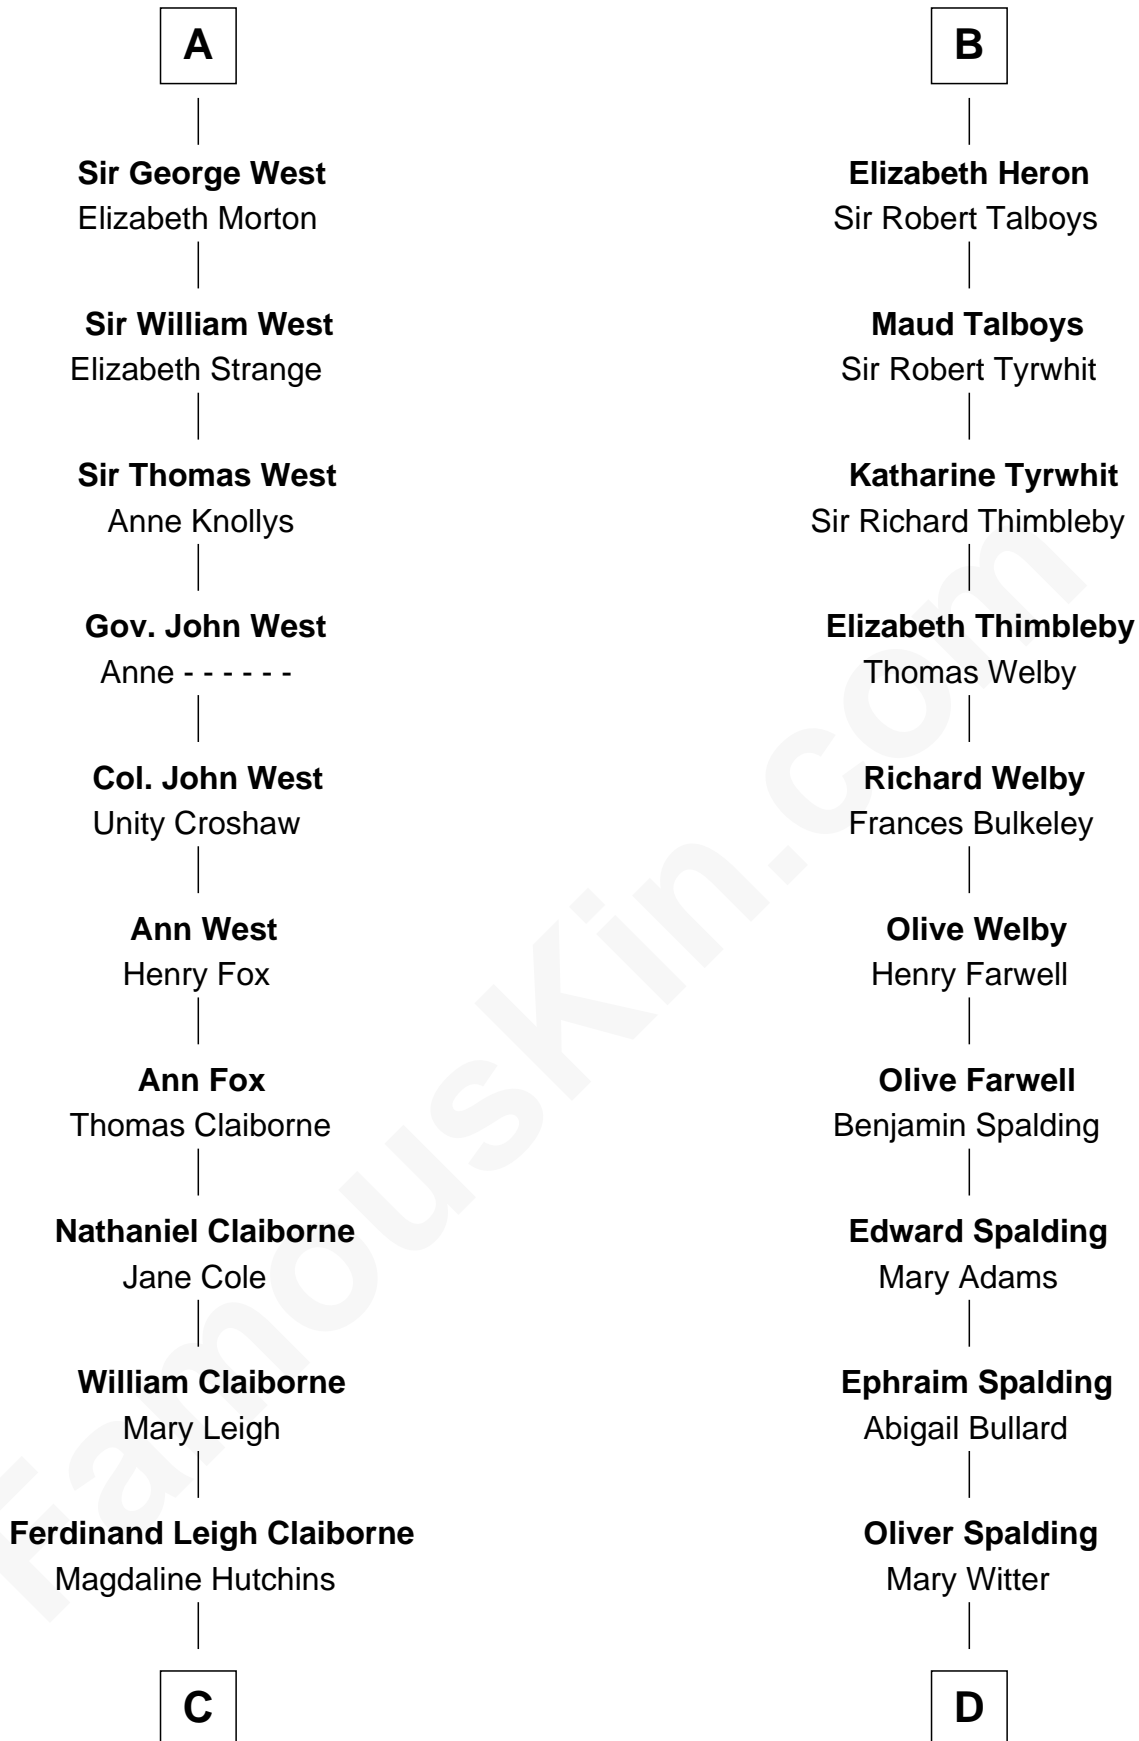 A
Sir George West
Elizabeth Morton
Sir William West
Elizabeth Strange
Sir Thomas West
Anne Knollys
Gov. John West
Anne - - - - - -
Col. John West
Unity Croshaw
Ann West
Henry Fox
Ann Fox
Thomas Claiborne
Nathaniel Claiborne
Jane Cole
William Claiborne
Mary Leigh
Ferdinand Leigh Claiborne
Magdaline Hutchins
C
B
Elizabeth Heron
Sir Robert Talboys
Maud Talboys
Sir Robert Tyrwhit
Katharine Tyrwhit
Sir Richard Thimbleby
Elizabeth Thimbleby
Thomas Welby
Richard Welby
Frances Bulkeley
Olive Welby
Henry Farwell
Olive Farwell
Benjamin Spalding
Edward Spalding
Mary Adams
Ephraim Spalding
Abigail Bullard
Oliver Spalding
Mary Witter
D
FamousKin.com